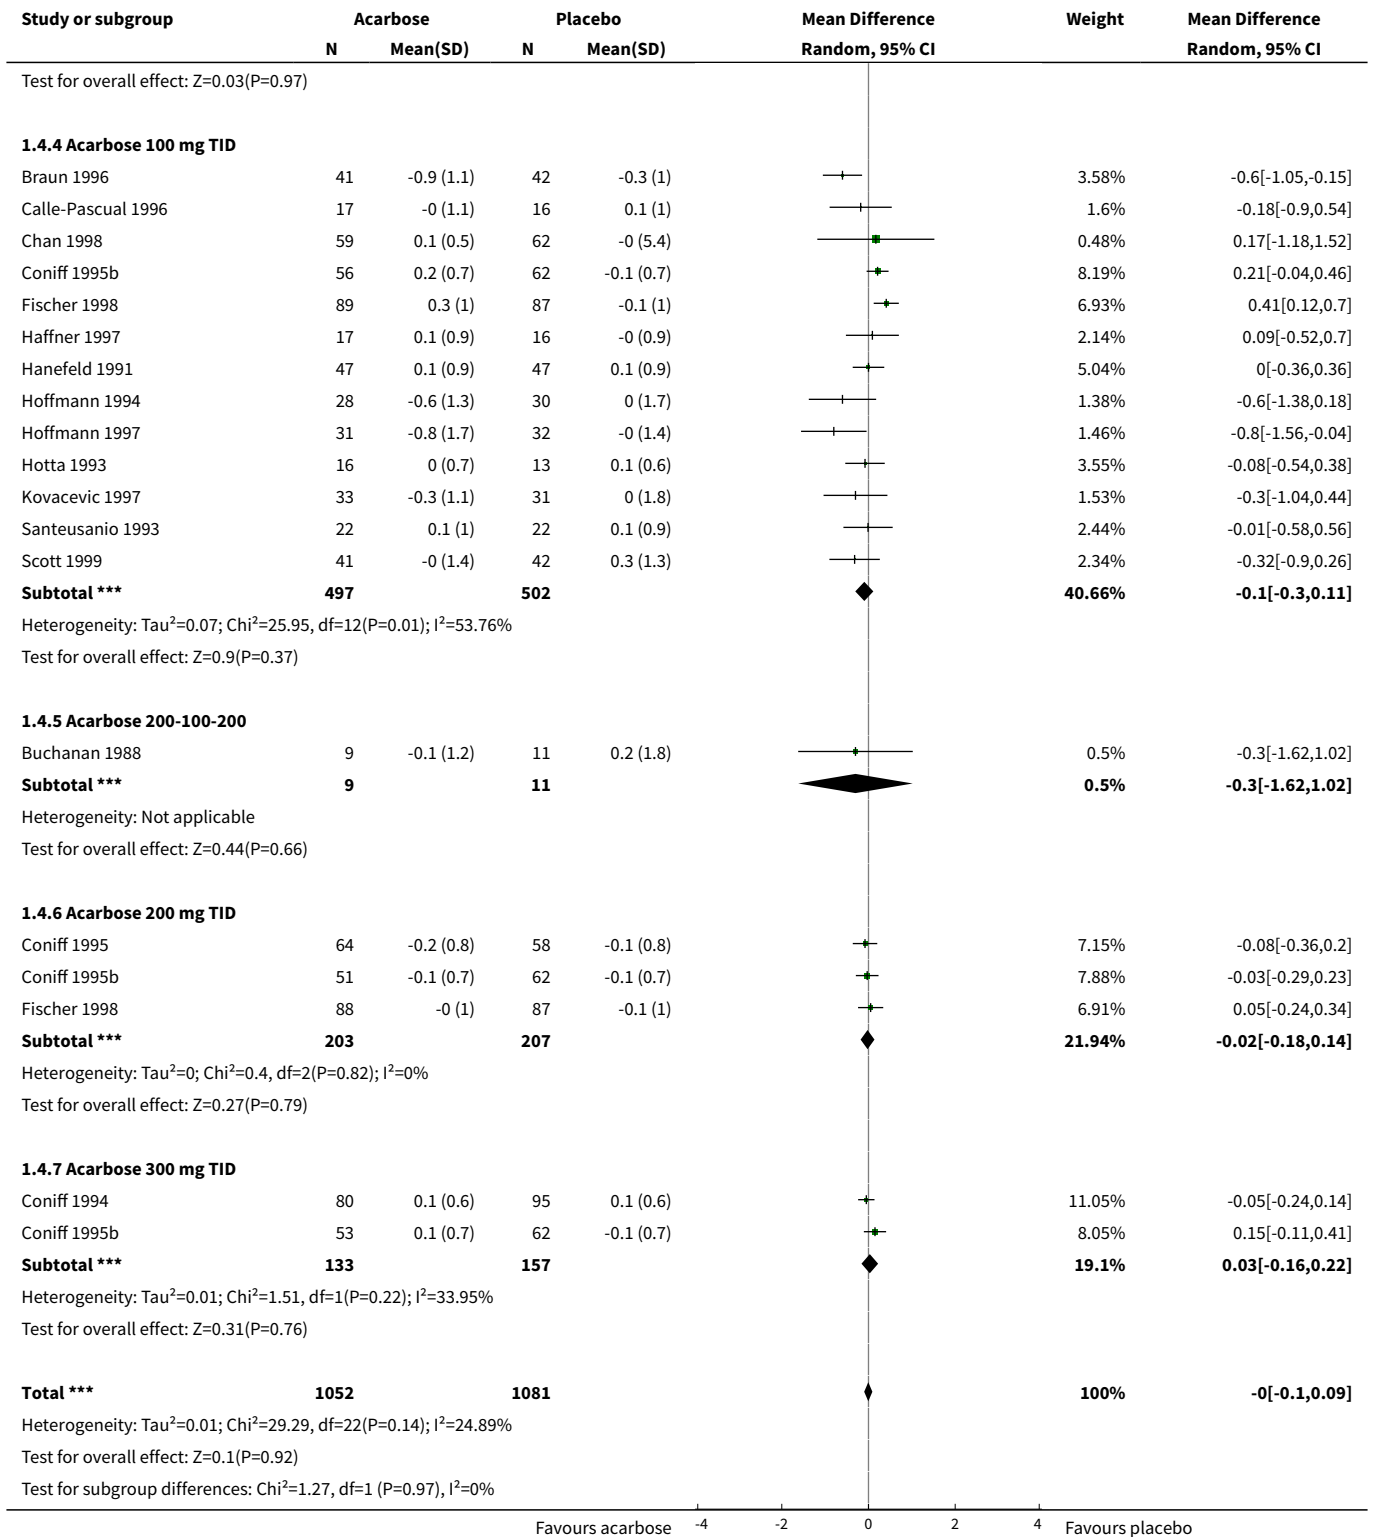 Study or subgroup Acarbose Placebo Mean Difference Weight Mean Difference
N Mean(SD) N Mean(SD) Random, 95% CI Random, 95% CI
Test for overall effect: Z=0.03(P=0.97)
1.4.4 Acarbose 100 mg TID
Braun 1996 41 -0.9 (1.1) 42 -0.3 (1) 3.58% -0.6[-1.05,-0.15]
Calle-Pascual 1996 17 -0 (1.1) 16 0.1 (1) 1.6% -0.18[-0.9,0.54]
Chan 1998 59 0.1 (0.5) 62 -0 (5.4) 0.48% 0.17[-1.18,1.52]
Coniff 1995b 56 0.2 (0.7) 62 -0.1 (0.7) 8.19% 0.21[-0.04,0.46]
Fischer 1998 89 0.3 (1) 87 -0.1 (1) 6.93% 0.41[0.12,0.7]
Haffner 1997 17 0.1 (0.9) 16 -0 (0.9) 2.14% 0.09[-0.52,0.7]
Hanefeld 1991 47 0.1 (0.9) 47 0.1 (0.9) 5.04% 0[-0.36,0.36]
Hoffmann 1994 28 -0.6 (1.3) 30 0 (1.7) 1.38% -0.6[-1.38,0.18]
Hoffmann 1997 31 -0.8 (1.7) 32 -0 (1.4) 1.46% -0.8[-1.56,-0.04]
Hotta 1993 16 0 (0.7) 13 0.1 (0.6) 3.55% -0.08[-0.54,0.38]
Kovacevic 1997 33 -0.3 (1.1) 31 0 (1.8) 1.53% -0.3[-1.04,0.44]
Santeusanio 1993 22 0.1 (1) 22 0.1 (0.9) 2.44% -0.01[-0.58,0.56]
Scott 1999 41 -0 (1.4) 42 0.3 (1.3) 2.34% -0.32[-0.9,0.26]
Subtotal *** 497 502 40.66% -0.1[-0.3,0.11]
Heterogeneity: Tau²=0.07; Chi²=25.95, df=12(P=0.01); I²=53.76%
Test for overall effect: Z=0.9(P=0.37)
1.4.5 Acarbose 200-100-200
Buchanan 1988 9 -0.1 (1.2) 11 0.2 (1.8) 0.5% -0.3[-1.62,1.02]
Subtotal *** 9 11 0.5% -0.3[-1.62,1.02]
Heterogeneity: Not applicable
Test for overall effect: Z=0.44(P=0.66)
1.4.6 Acarbose 200 mg TID
Coniff 1995 64 -0.2 (0.8) 58 -0.1 (0.8) 7.15% -0.08[-0.36,0.2]
Coniff 1995b 51 -0.1 (0.7) 62 -0.1 (0.7) 7.88% -0.03[-0.29,0.23]
Fischer 1998 88 -0 (1) 87 -0.1 (1) 6.91% 0.05[-0.24,0.34]
Subtotal *** 203 207 21.94% -0.02[-0.18,0.14]
Heterogeneity: Tau²=0; Chi²=0.4, df=2(P=0.82); I²=0%
Test for overall effect: Z=0.27(P=0.79)
1.4.7 Acarbose 300 mg TID
Coniff 1994 80 0.1 (0.6) 95 0.1 (0.6) 11.05% -0.05[-0.24,0.14]
Coniff 1995b 53 0.1 (0.7) 62 -0.1 (0.7) 8.05% 0.15[-0.11,0.41]
Subtotal *** 133 157 19.1% 0.03[-0.16,0.22]
Heterogeneity: Tau²=0.01; Chi²=1.51, df=1(P=0.22); I²=33.95%
Test for overall effect: Z=0.31(P=0.76)
Total *** 1052 1081 100% -0[-0.1,0.09]
Heterogeneity: Tau²=0.01; Chi²=29.29, df=22(P=0.14); I²=24.89%
Test for overall effect: Z=0.1(P=0.92)
Test for subgroup differences: Chi²=1.27, df=1 (P=0.97), I²=0%
Favours acarbose -4 -2 0 2 4 Favours placebo